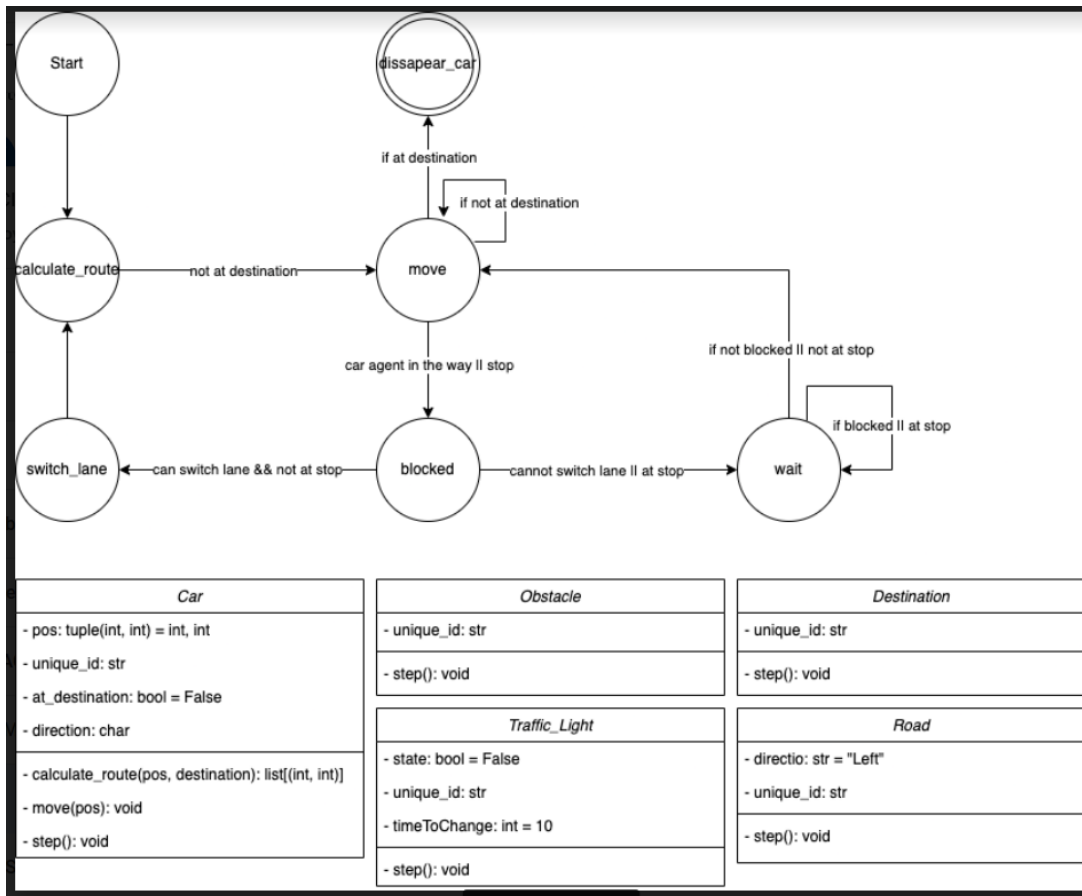 Start
dissapear_car
if at destination
if not at destination
calculate_route
not at destination
move
if not blocked II not at stop
car agent in the way II stop
if blocked II at stop
switch_lane
can switch lane && not at stop
blocked
cannot switch lane II at stop
wait
Car
- pos: tuple(int, int) = int, int
- unique_id: str
- at_destination: bool = False
- direction: char
- calculate_route(pos, destination): list[(int, int)]
- move(pos): void
- step(): void
Obstacle
- unique_id: str
- step(): void
Destination
- unique_id: str
- step(): void
Traffic_Light
- state: bool = False
- unique_id: str
- timeToChange: int = 10
- step(): void
Road
- directio: str = "Left"
- unique_id: str
- step(): void